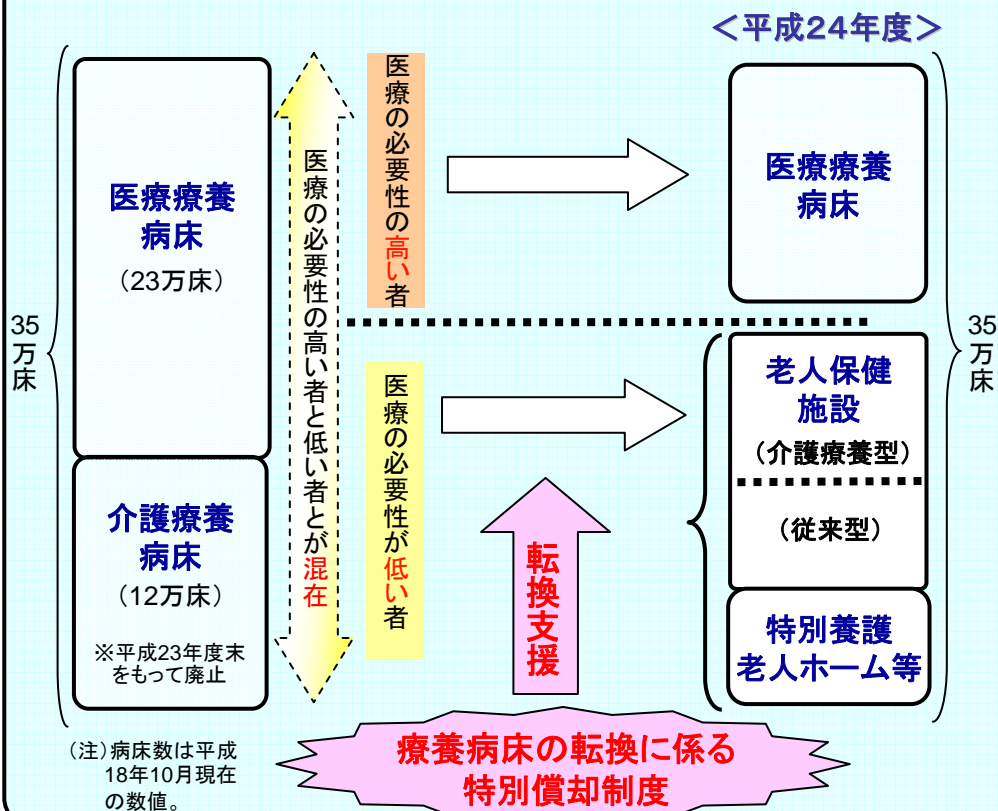 ＜平成24年度＞
35
万
床
医療療養
病床
（23万床）
介護療養
病床
（12万床）
※平成23年度末
をもって廃止
（注）病床数は平成
18年10月現在
の数値。
医療の必要性の高い者と低い者とが混在
医療の必要性の高い者
医療の必要性が低い者
転換支援
療養病床の転換に係る
特別償却制度
医療療養
病床
老人保健
施設
（介護療養型）
（従来型）
特別養護
老人ホーム等
35
万
床